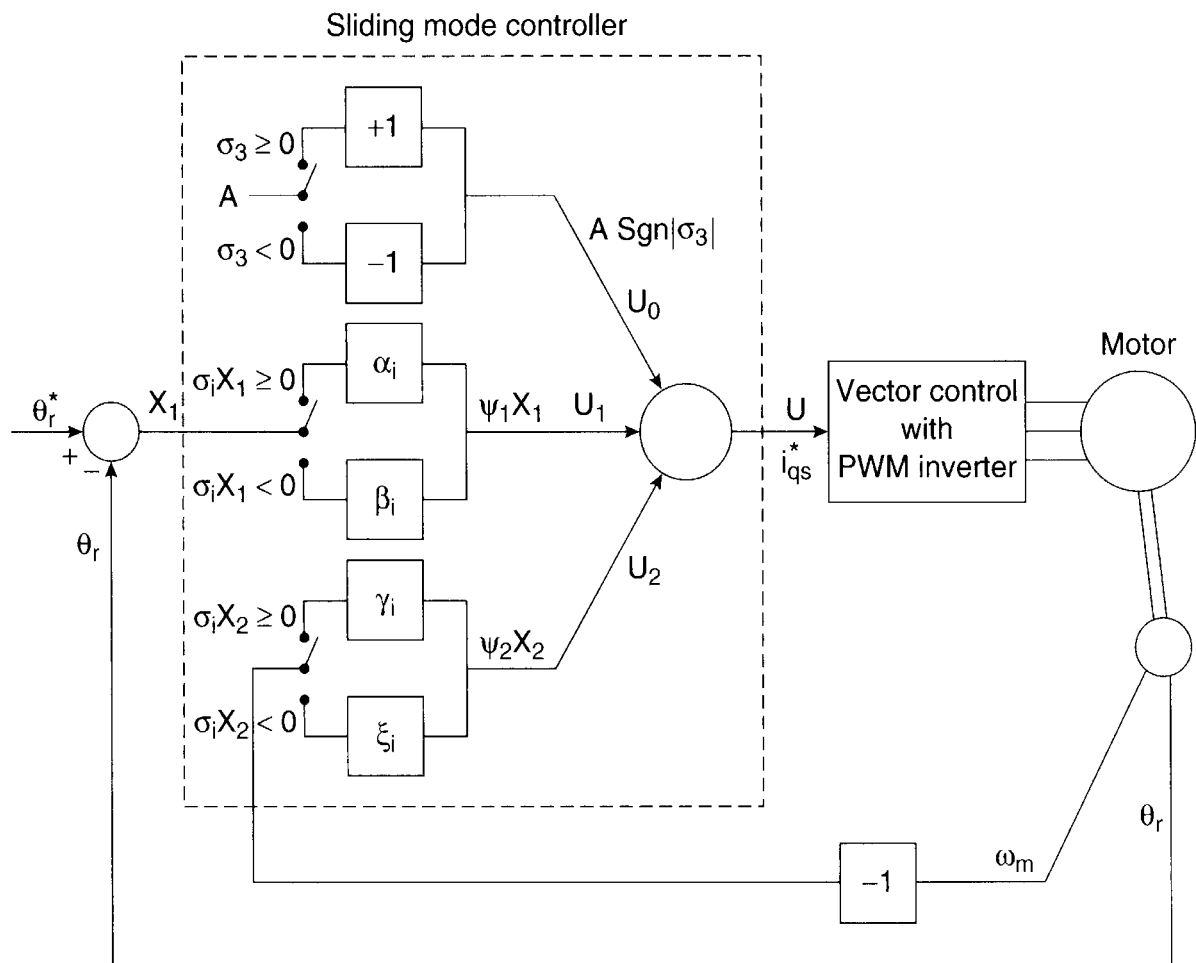 Sliding mode controller
σ₃ ≥ 0
+1
A
σ₃ < 0
−1
A Sgn|σ₃|
U₀
σᵢX₁ ≥ 0
αᵢ
θᵣ*
+
−
X₁
ψ₁X₁
U₁
σᵢX₁ < 0
βᵢ
θᵣ
U
i*qs
Vector control
with
PWM inverter
Motor
σᵢX₂ ≥ 0
γᵢ
ψ₂X₂
U₂
σᵢX₂ < 0
ξᵢ
−1
ωₘ
θᵣ